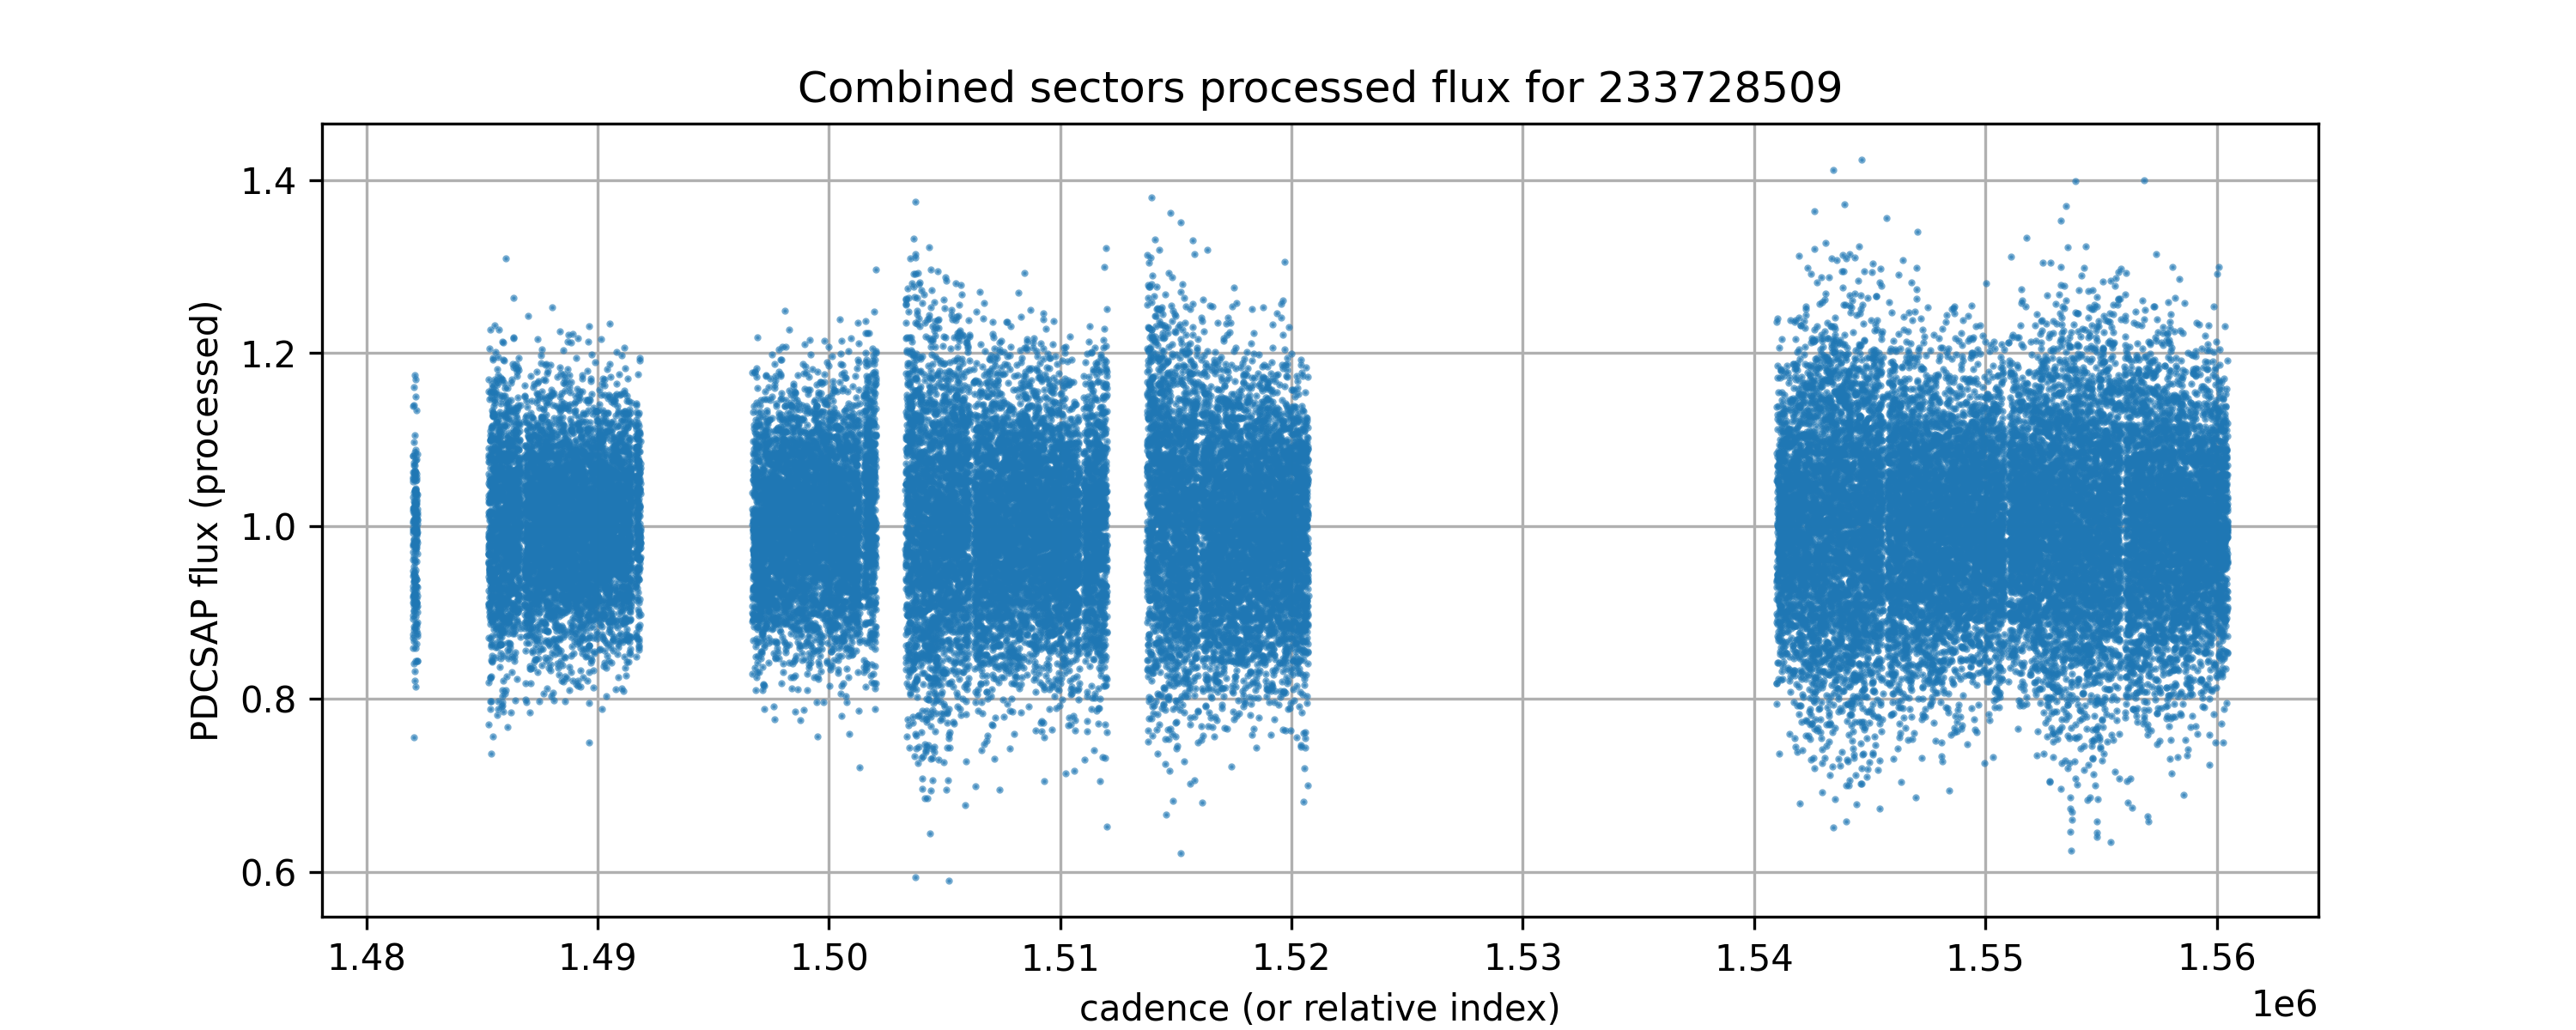 Combined sectors processed flux for 233728509
PDCSAP flux (processed)
1.4
1.2
1.0
0.8
0.6
1.48 1.49 1.50 1.51 1.52 1.53 1.54 1.55 1.56
1e6
cadence (or relative index)